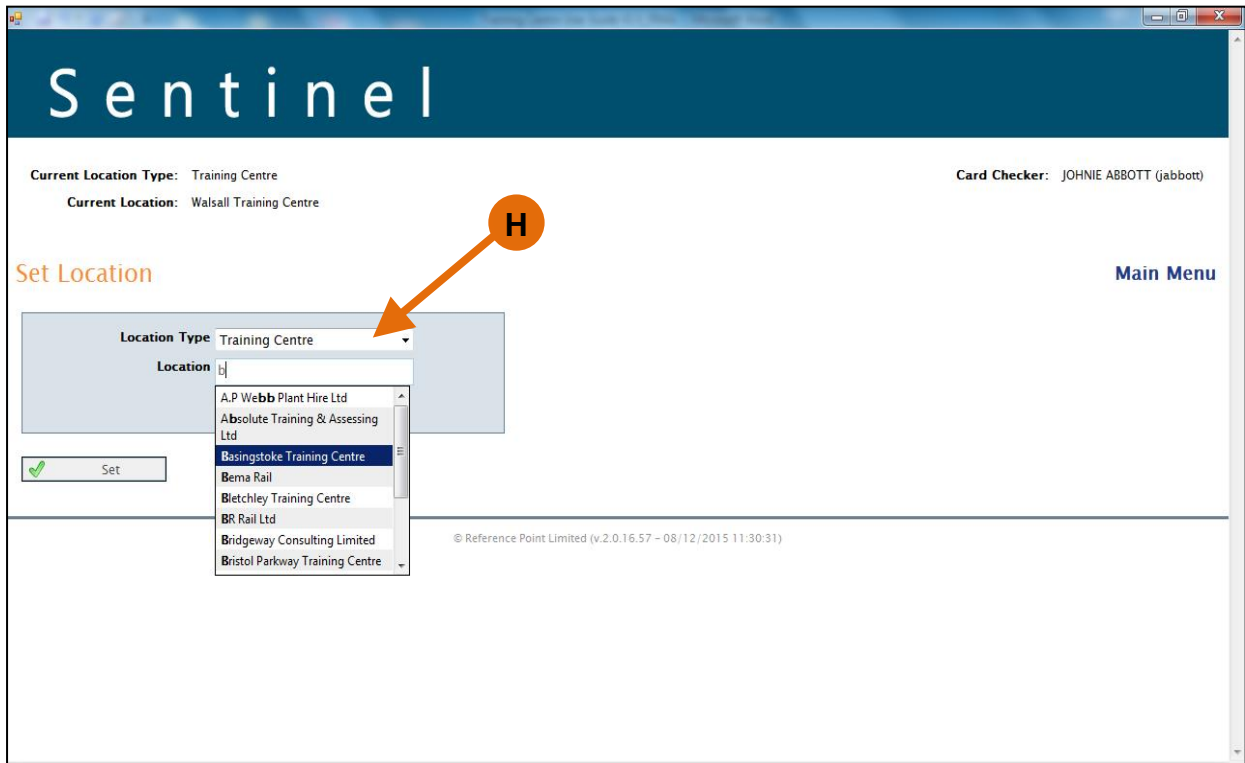 Sentinel
Current Location Type: Training Centre
Card Checker: JOHNIE ABBOTT (jabbott)
Current Location: Walsall Training Centre
H
Set Location
Main Menu
Location Type Training Centre
Location b
A.P Webb Plant Hire Ltd
Absolute Training & Assessing
Ltd
Basingstoke Training Centre
Bema Rail
Bletchley Training Centre
BR Rail Ltd
Bridgeway Consulting Limited
Bristol Parkway Training Centre
Set
© Reference Point Limited (v.2.0.16.57 – 08/12/2015 11:30:31)